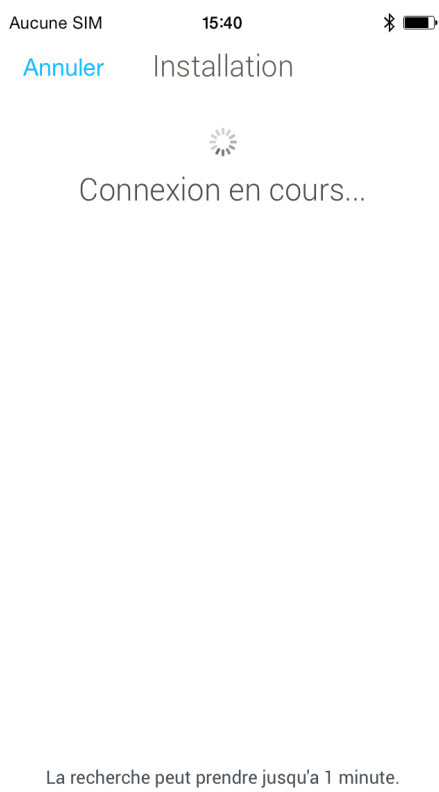 Aucune SIM 15:40
Annuler Installation
Connexion en cours...
La recherche peut prendre jusqu'a 1 minute.